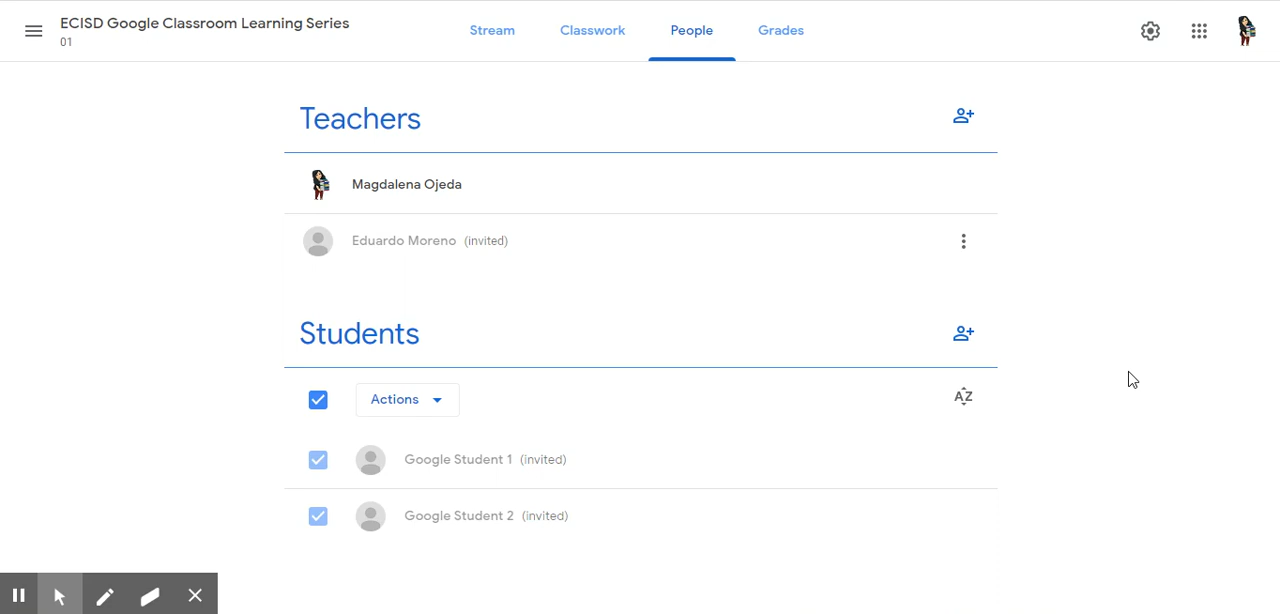 ECISD Google Classroom Learning Series
01
Stream Classwork People Grades
Teachers
Magdalena Ojeda
Eduardo Moreno (invited)
Students
Actions
AZ
Google Student 1 (invited)
Google Student 2 (invited)